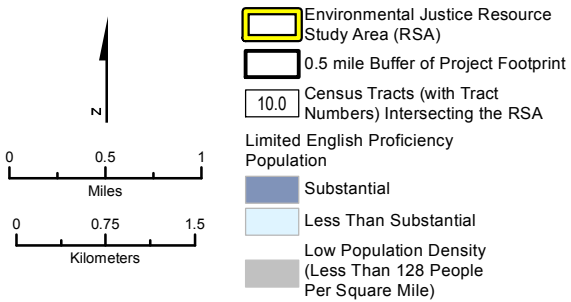 N
0 0.5 1
Miles
0 0.75 1.5
Kilometers
Environmental Justice Resource
Study Area (RSA)
0.5 mile Buffer of Project Footprint
10.0
Census Tracts (with Tract
Numbers) Intersecting the RSA
Limited English Proficiency
Population
Substantial
Less Than Substantial
Low Population Density
(Less Than 128 People
Per Square Mile)